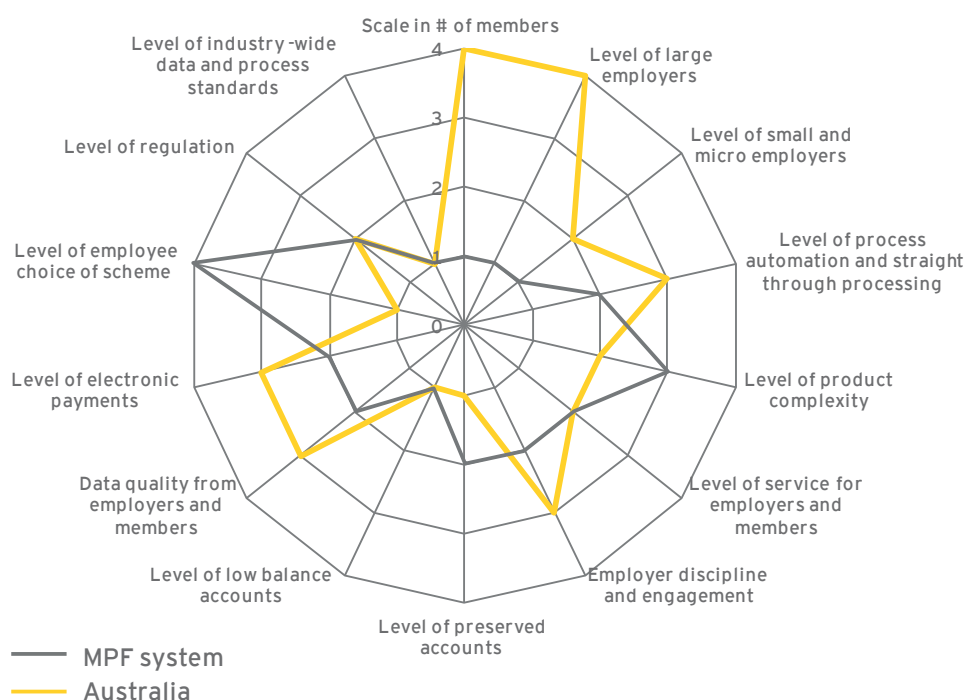 Scale in # of members
Level of large
employers
Level of small and
micro employers
Level of process
automation and straight
through processing
Level of product
complexity
Level of service for
employers and
members
Employer discipline
and engagement
Level of preserved
accounts
Level of low balance
accounts
Data quality from
employers and
members
Level of electronic
payments
Level of employee
choice of scheme
Level of regulation
Level of industry -wide
data and process
standards
4
3
2
1
0
MPF system
Australia